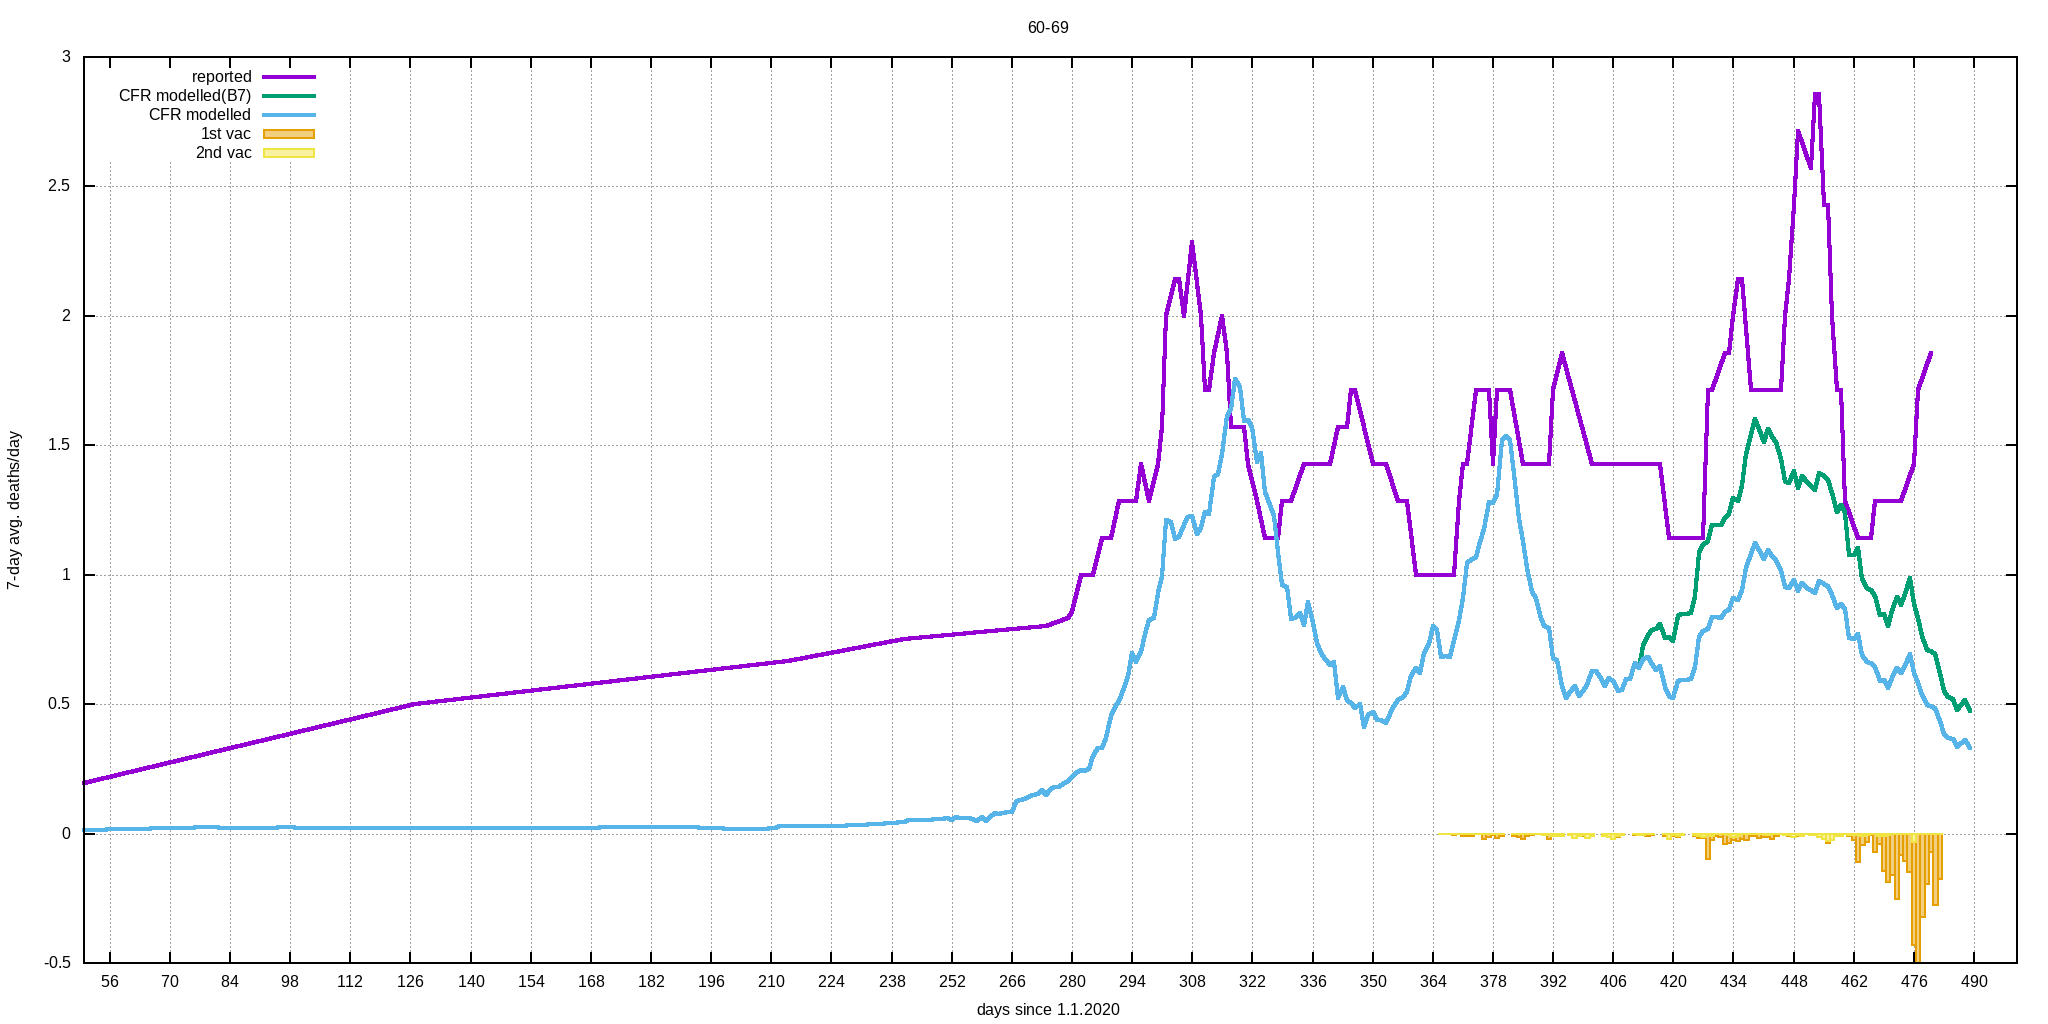 60-69
reported
CFR modelled(B7)
CFR modelled
1st vac
2nd vac
3
2.5
2
1.5
1
0.5
0
-0.5
7-day avg. deaths/day
56 70 84 98 112 126 140 154 168 182 196 210 224 238 252 266 280 294 308 322 336 350 364 378 392 406 420 434 448 462 476 490
days since 1.1.2020